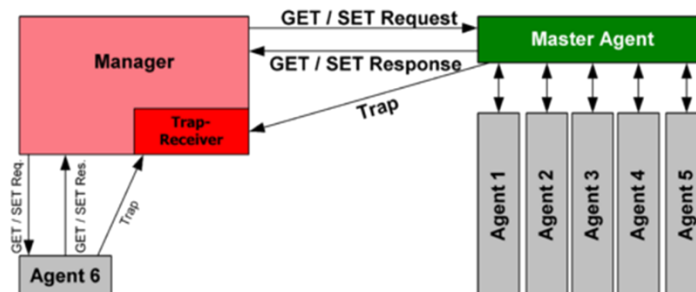 GET / SET Request
Master Agent
Manager
GET / SET Response
Trap
Trap-
Receiver
GET / SET Req.
GET / SET Res.
Trap
Agent 1
Agent 2
Agent 3
Agent 4
Agent 5
Agent 6